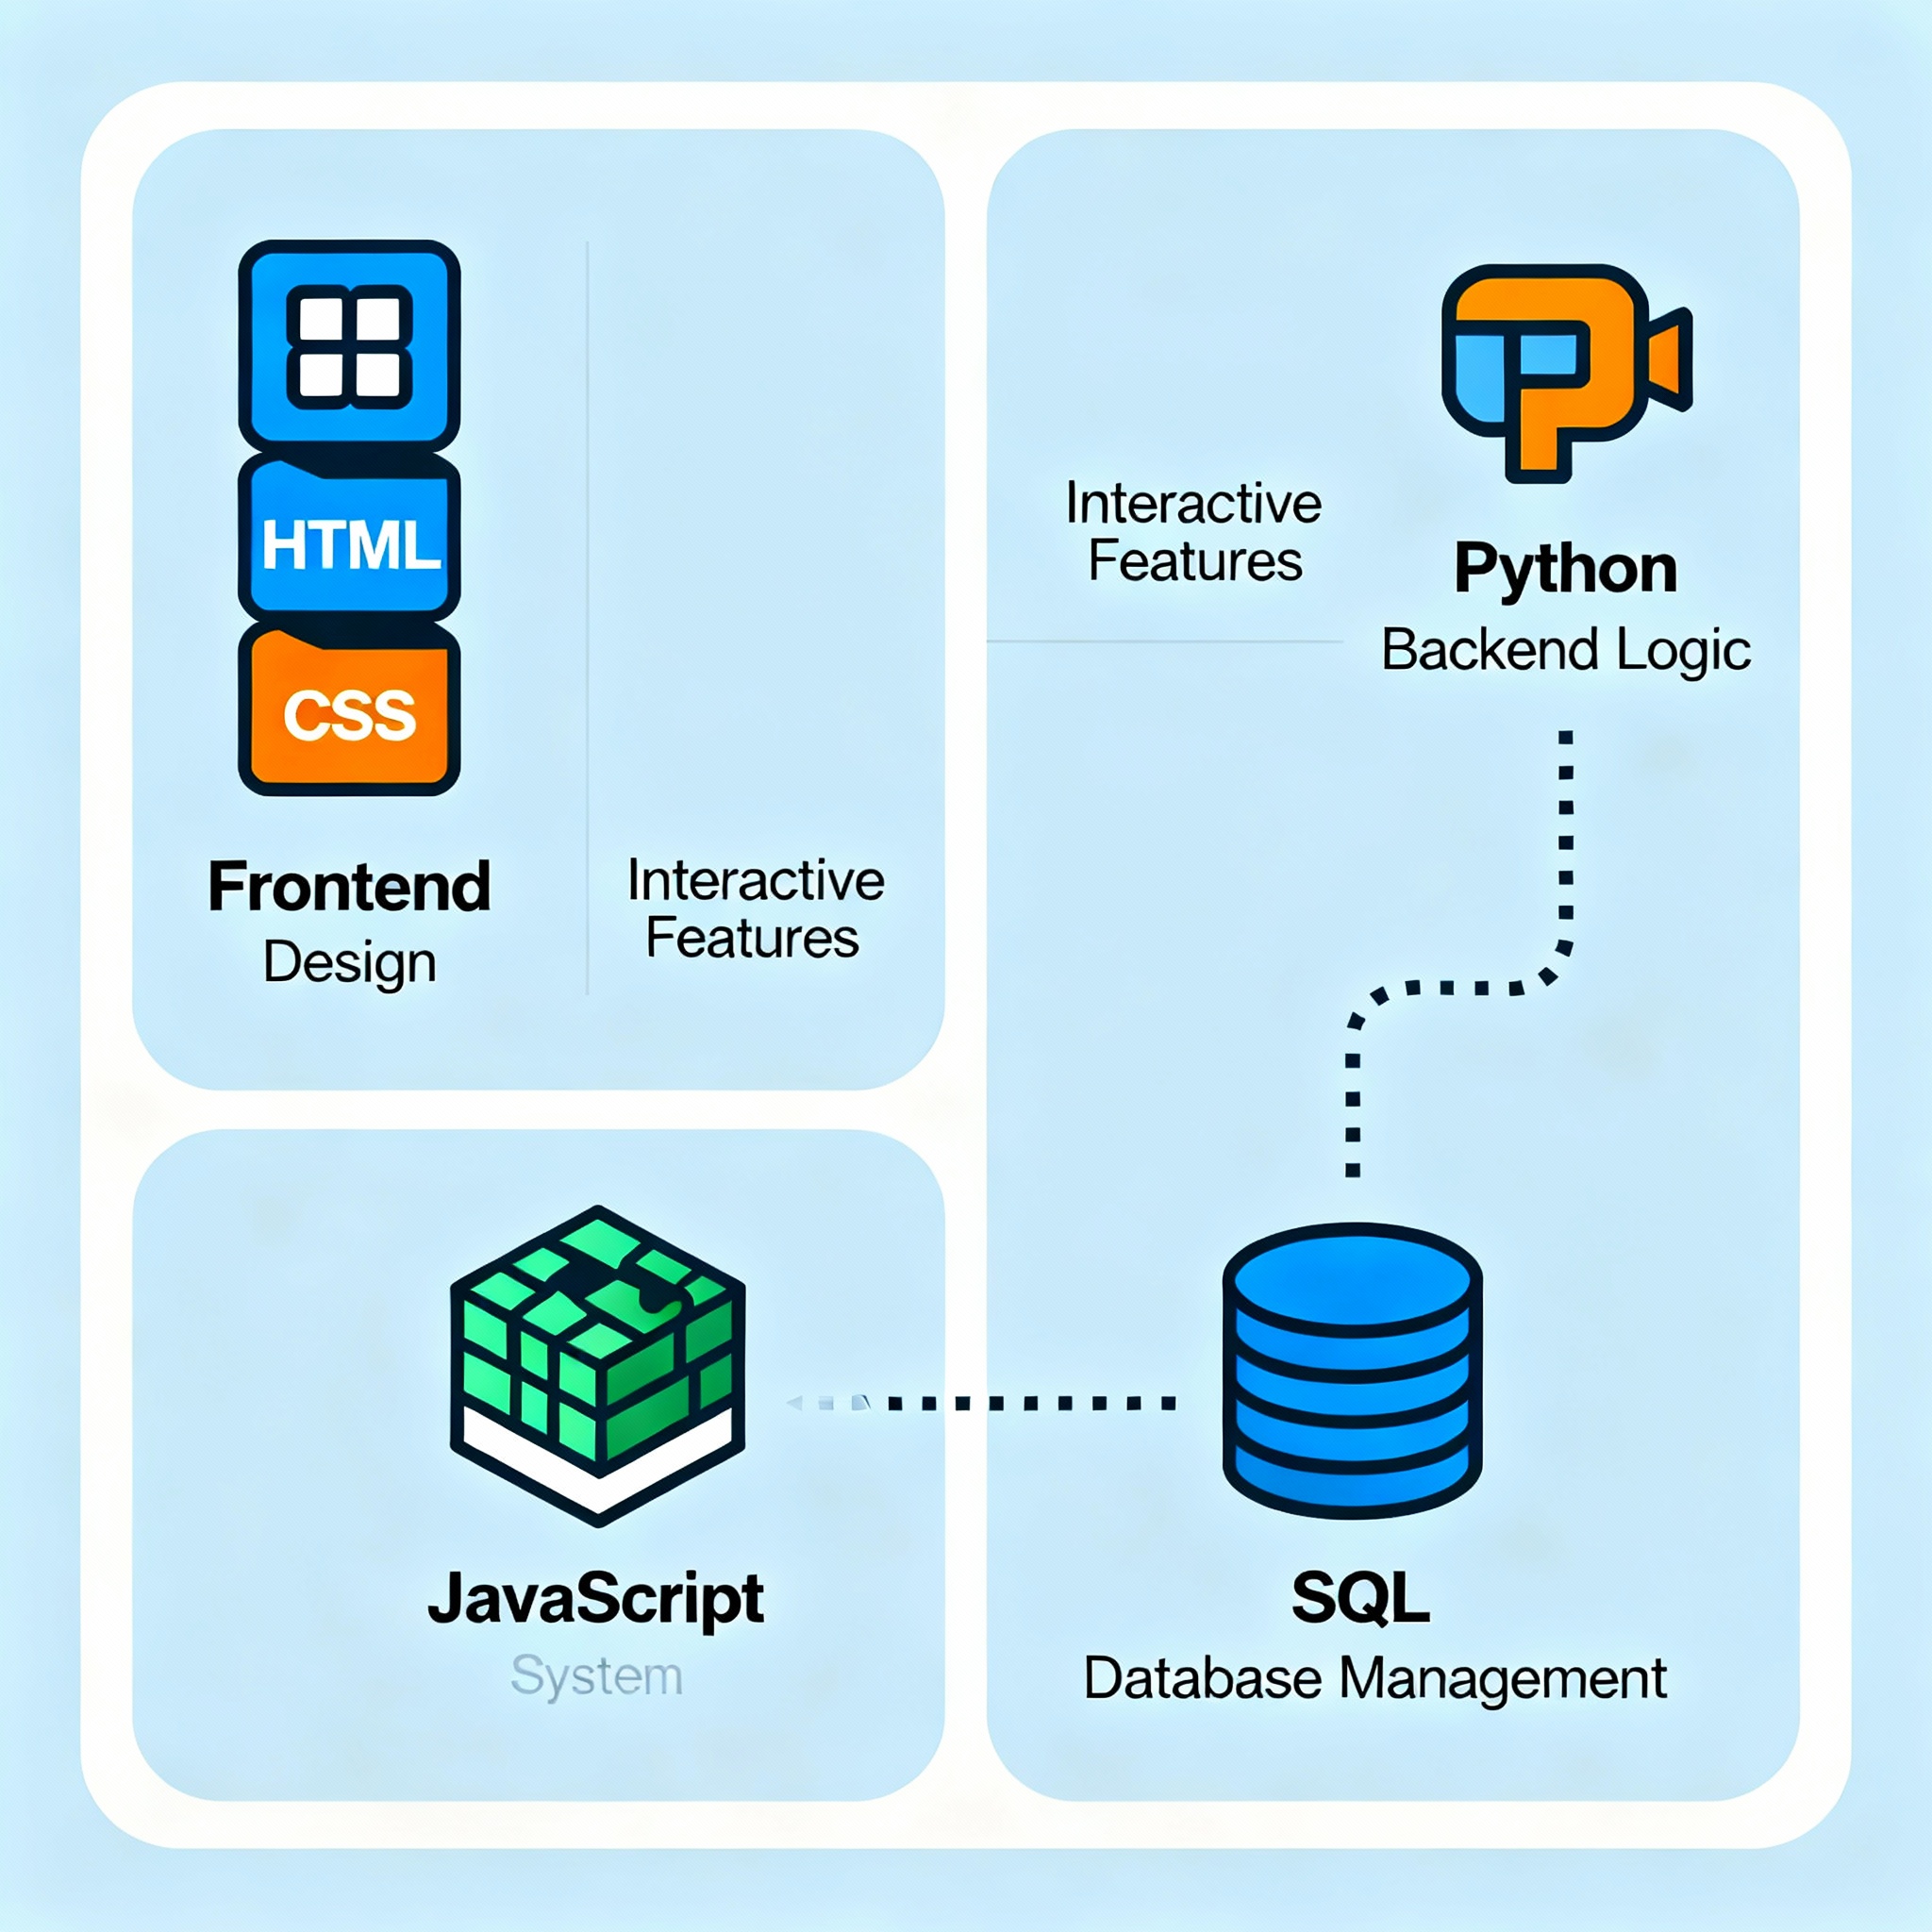 HTML
CSS
Frontend
Design
Interactive
Features
Interactive
Features
Python
Backend Logic
JavaScript
System
SQL
Database Management